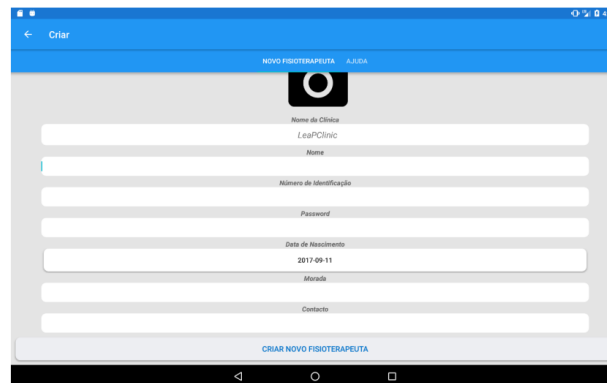 Criar
NOVO FISIOTERAPEUTA AJUDA
Nome da Clínica
LeaPClinic
Nome
Número de Identificação
Password
Data de Nascimento
2017-09-11
Morada
Contacto
CRIAR NOVO FISIOTERAPEUTA